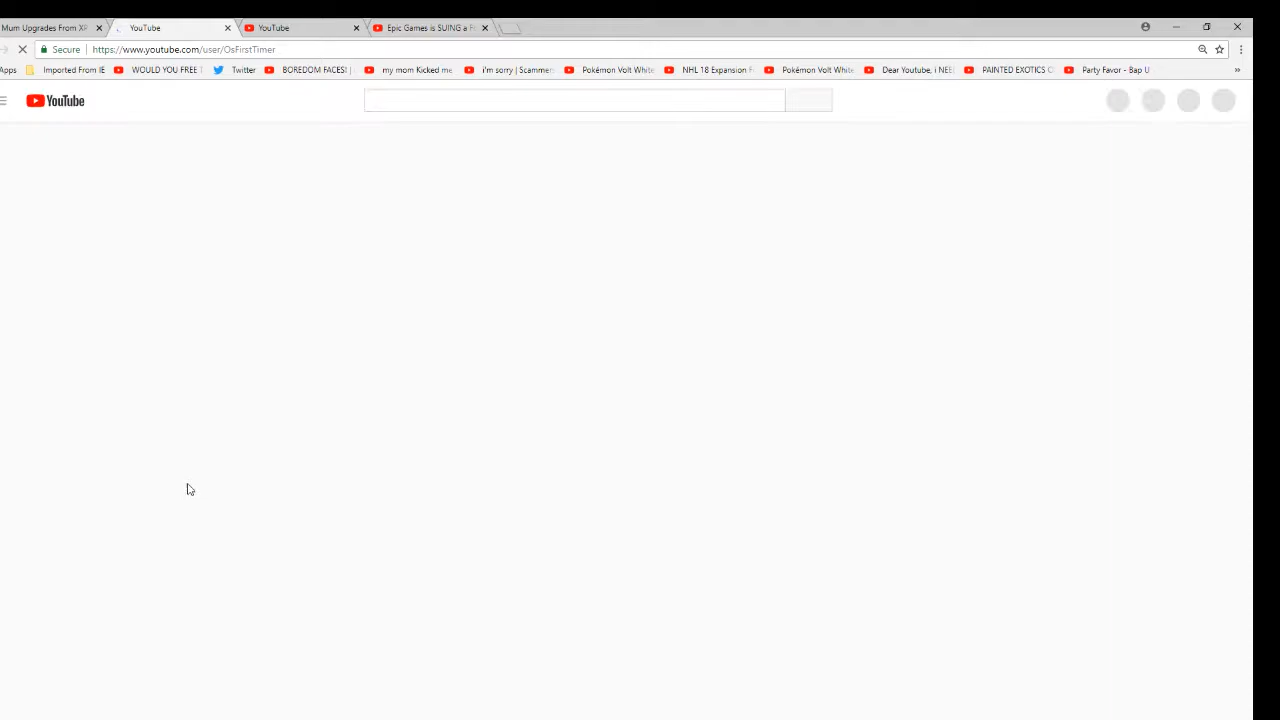 Mum Upgrades From XP YouTube YouTube Epic Games is SUING a F
Secure https://www.youtube.com/user/OsFirstTimer
Apps Imported From IE WOULD YOU FREE T Twitter BOREDOM FACES! | my mom Kicked me i'm sorry | Scammer Pokémon Volt White NHL 18 Expansion F Pokémon volt White Dear Youtube, i NEE PAINTED EXOTICS O Party Favor - Bap U
YouTube